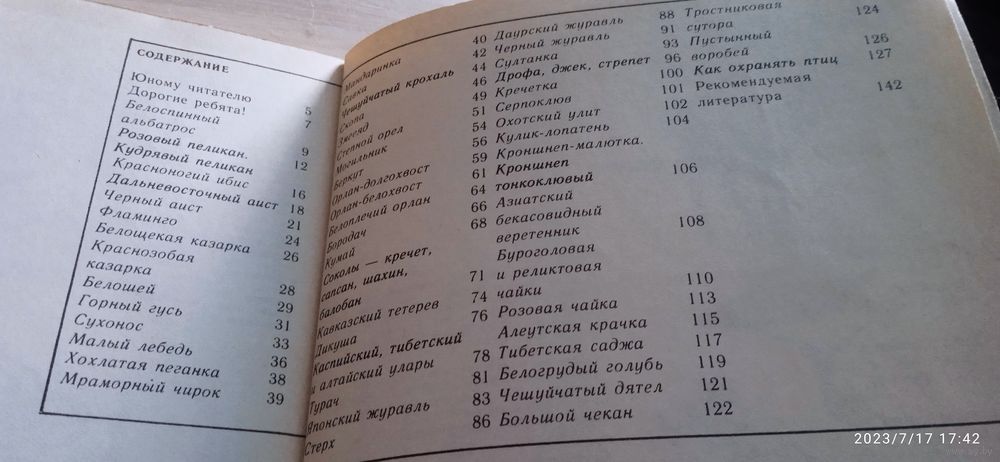 СОДЕРЖАНИЕ
Юному читателю
Дорогие ребята! 5
Белоспинный
альбатрос 7
Розовый пеликан. 9
Кудрявый пеликан 12
Красноногий ибис 16
Дальневосточный аист 18
Черный аист 21
Фламинго 24
Белощекая казарка 26
Краснозобая
казарка 28
Белошей 29
Горный гусь 31
Сухонос 33
Малый лебедь 36
Хохлатая пеганка 38
Мраморный чирок 39
Мандаринка 40
Савка 42
Чешуйчатый крохаль 44
Скопа 46
Змееяд 49
Степной орел 51
Могильник 54
Беркут 56
Орлан-долгохвост 59
Орлан-белохвост 61
Белоплечий орлан 64
Бородач 66
Кумай 68
Соколы — кречет,
сапсан, шахин,
балобан 71
Кавказский тетерев 74
Дикуша 76
Каспийский, тибетский
и алтайский улары 78
Турач 81
Японский журавль 83
Стерх 86
Даурский журавль 88
Черный журавль 91
Султанка 93
Дрофа, джек, стрепет 96
Кречетка 100
Серпоклюв 101
Охотский улит 102
Кулик-лопатень 104
Кроншнеп-малютка.
Кроншнеп
тонкоклювый 106
Азиатский
бекасовидный
веретенник 108
Буроголовая
и реликтовая
чайки 110
Розовая чайка 113
Алеутская крачка 115
Тибетская саджа 117
Белогрудый голубь 119
Чешуйчатый дятел 121
Большой чекан 122
Тростниковая
сутора 124
Пустынный
воробей 126
Как охранять птиц 127
Рекомендуемая
литература 142
2023/7/17 17:42